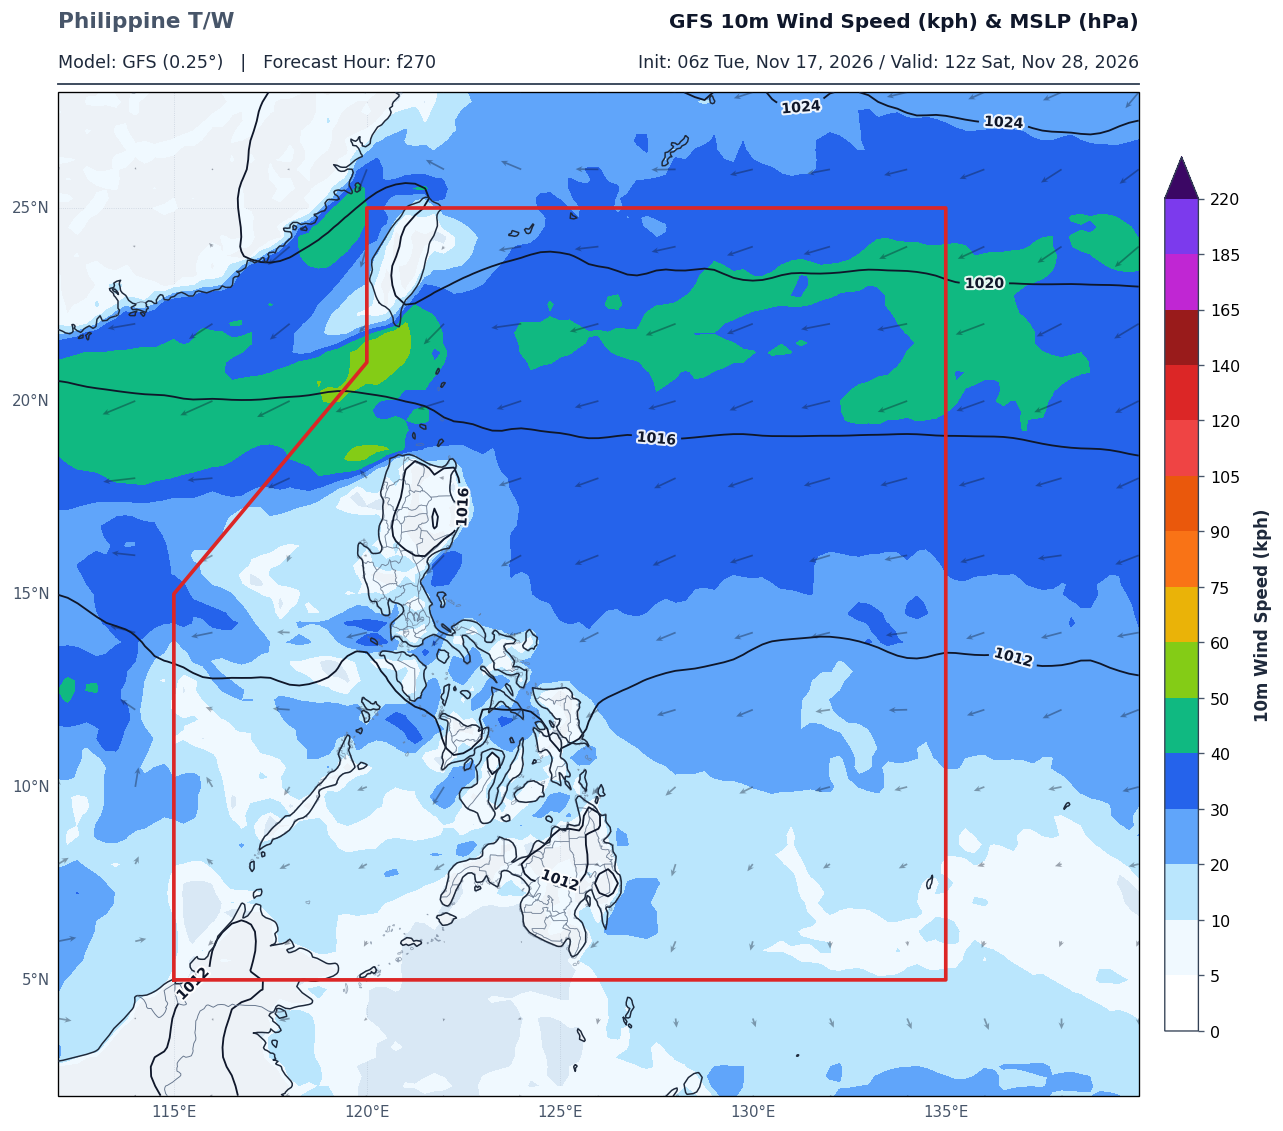 Philippine T/W
GFS 10m Wind Speed (kph) & MSLP (hPa)
Model: GFS (0.25°) | Forecast Hour: f270
Init: 06z Tue, Nov 17, 2026 / Valid: 12z Sat, Nov 28, 2026
1024
1024
25°N
1020
20°N
1016
1016
15°N
1012
10°N
1012
1012
5°N
115°E
120°E
125°E
130°E
135°E
220
185
165
140
120
105
90
75
60
50
40
30
20
10
5
0
10m Wind Speed (kph)